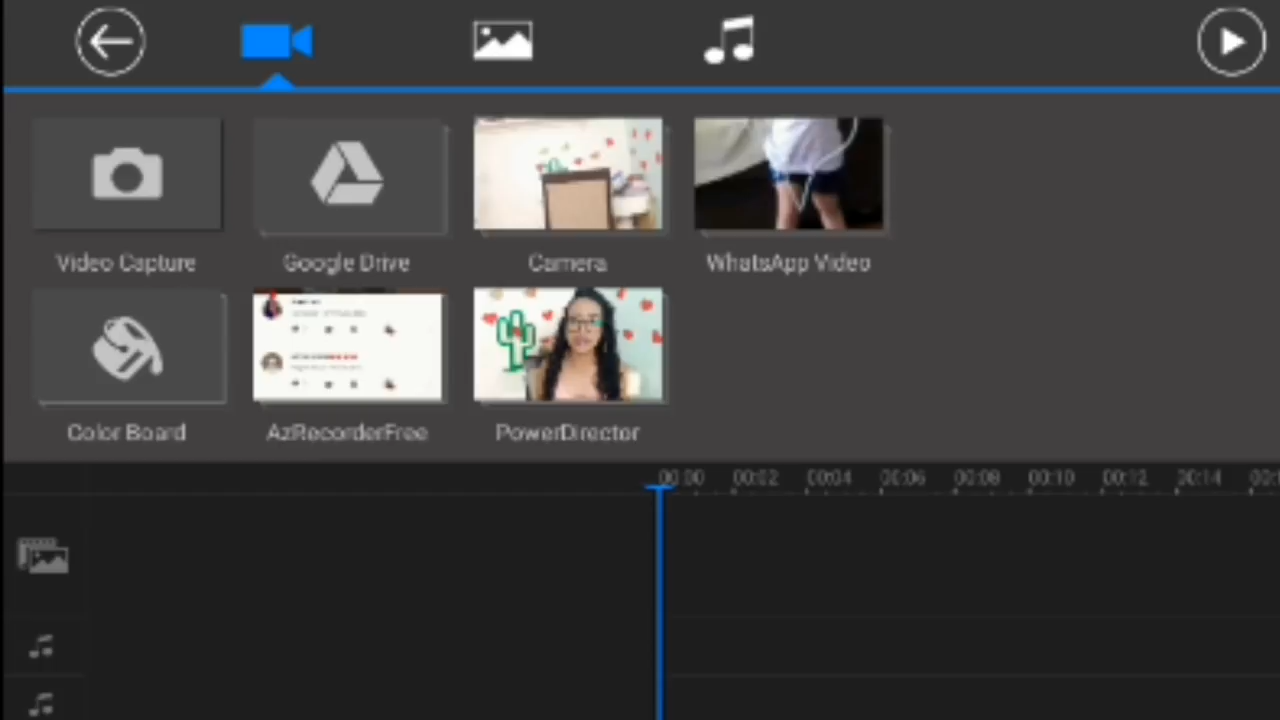 Video Capture
Google Drive
Camera
WhatsApp Video
Color Board
AzRecorderFree
PowerDirector
00:00 00:02 00:04 00:06 00:08 00:10 00:12 00:14